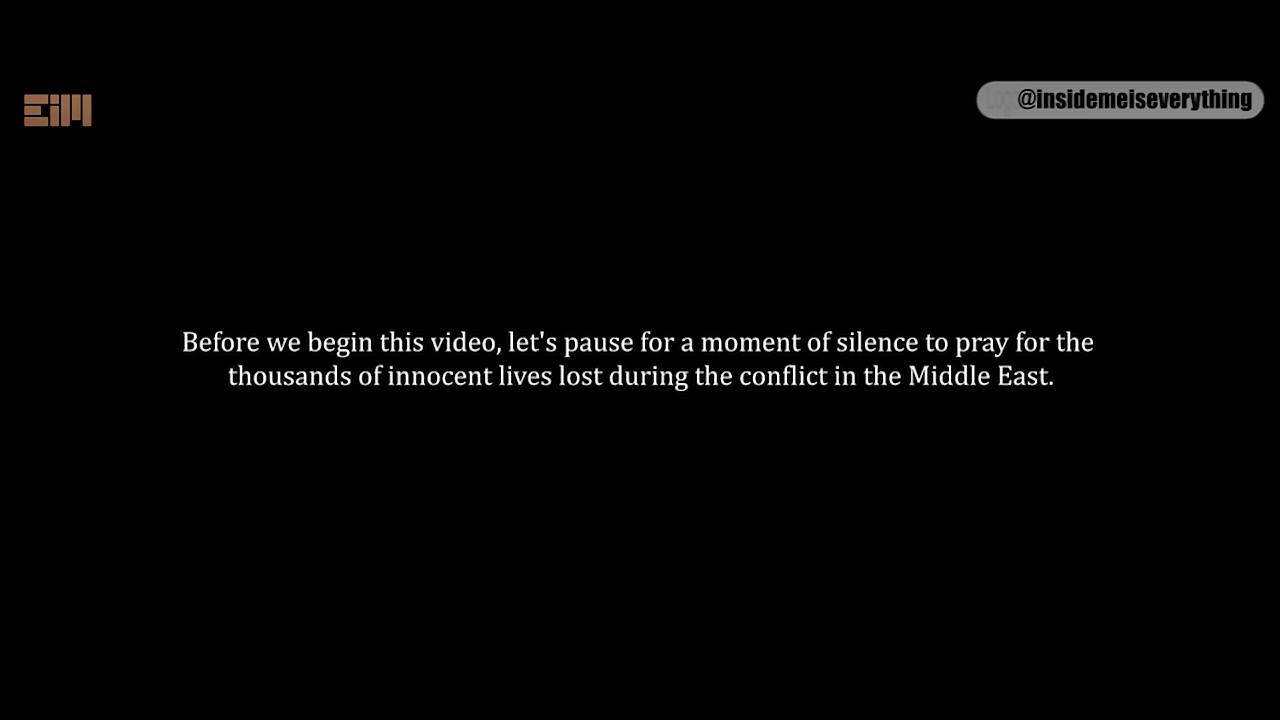 EiM
@insidemeiseverything
Before we begin this video, let's pause for a moment of silence to pray for the
thousands of innocent lives lost during the conflict in the Middle East.